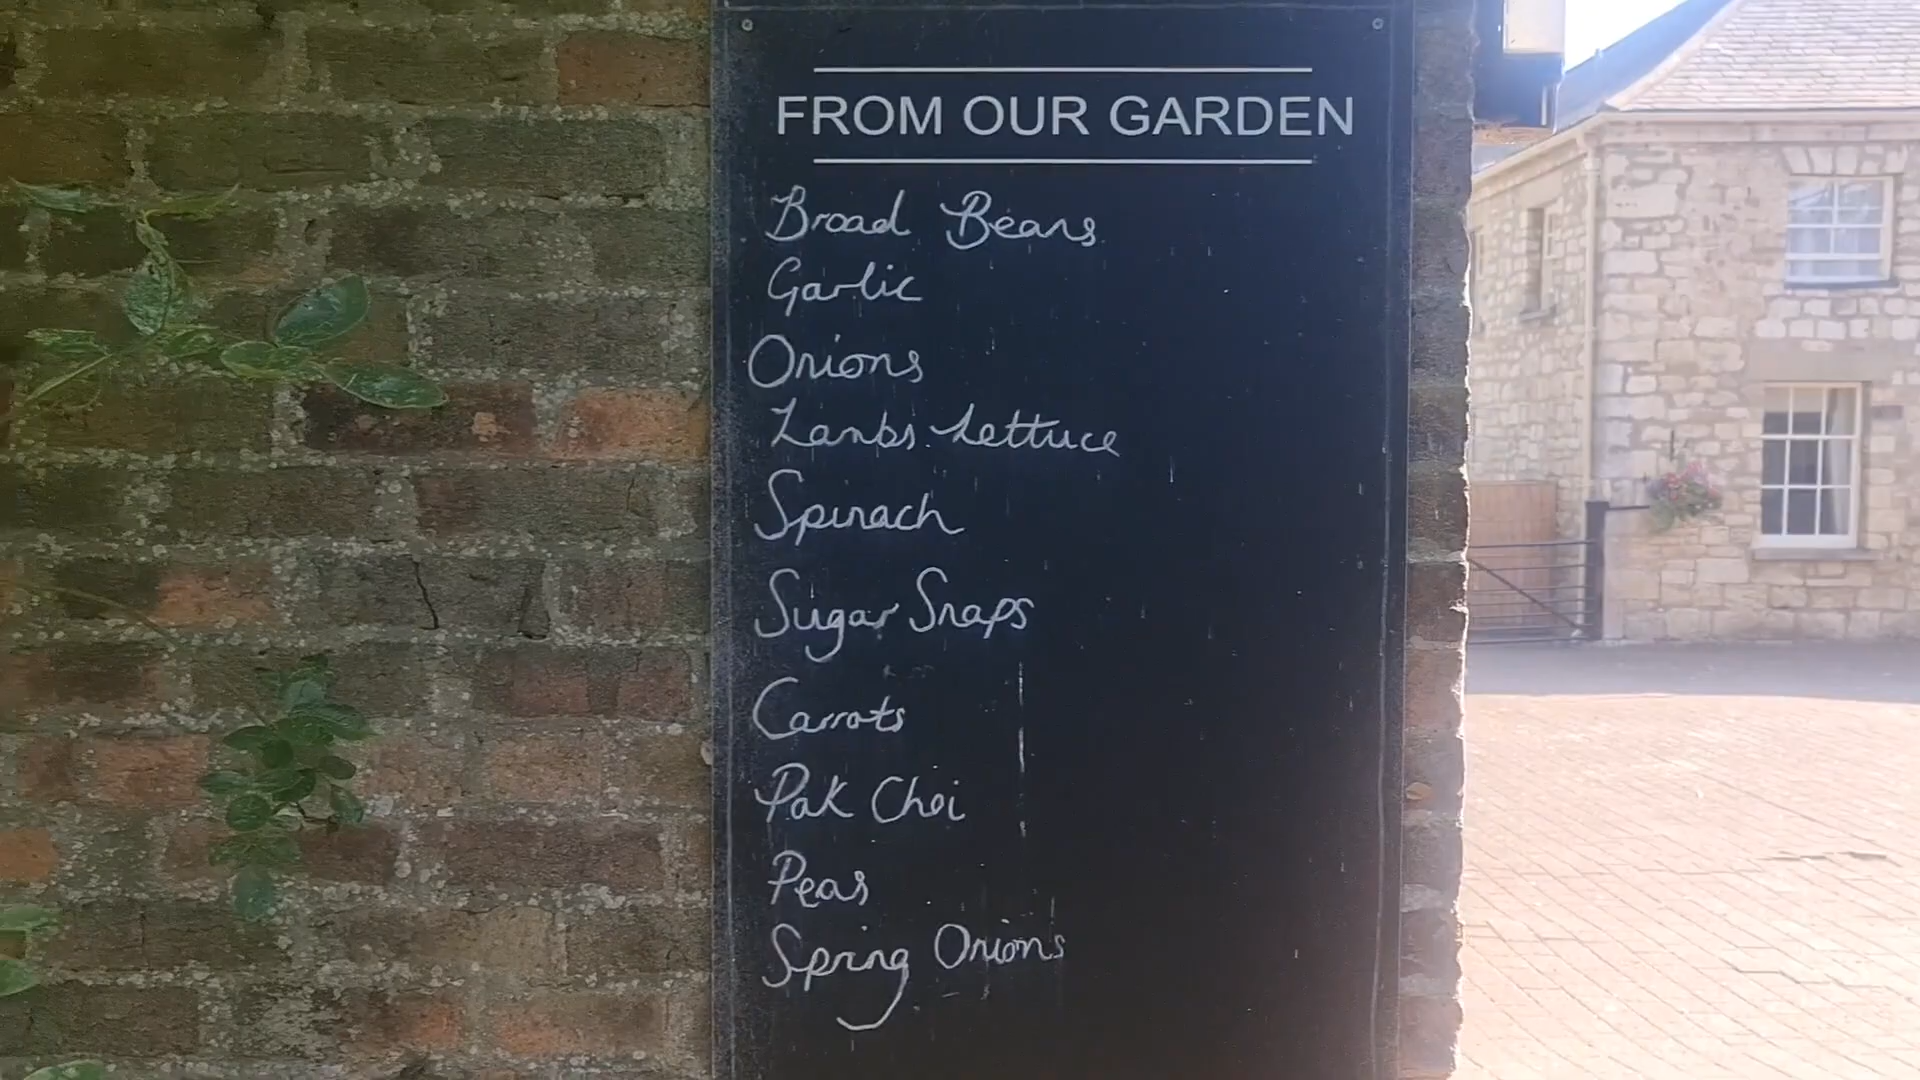 FROM OUR GARDEN
Broad Beans
Garlic
Onions
Lambs Lettuce
Spinach
Sugar Snaps
Carrots
Pak Choi
Peas
Spring Onions